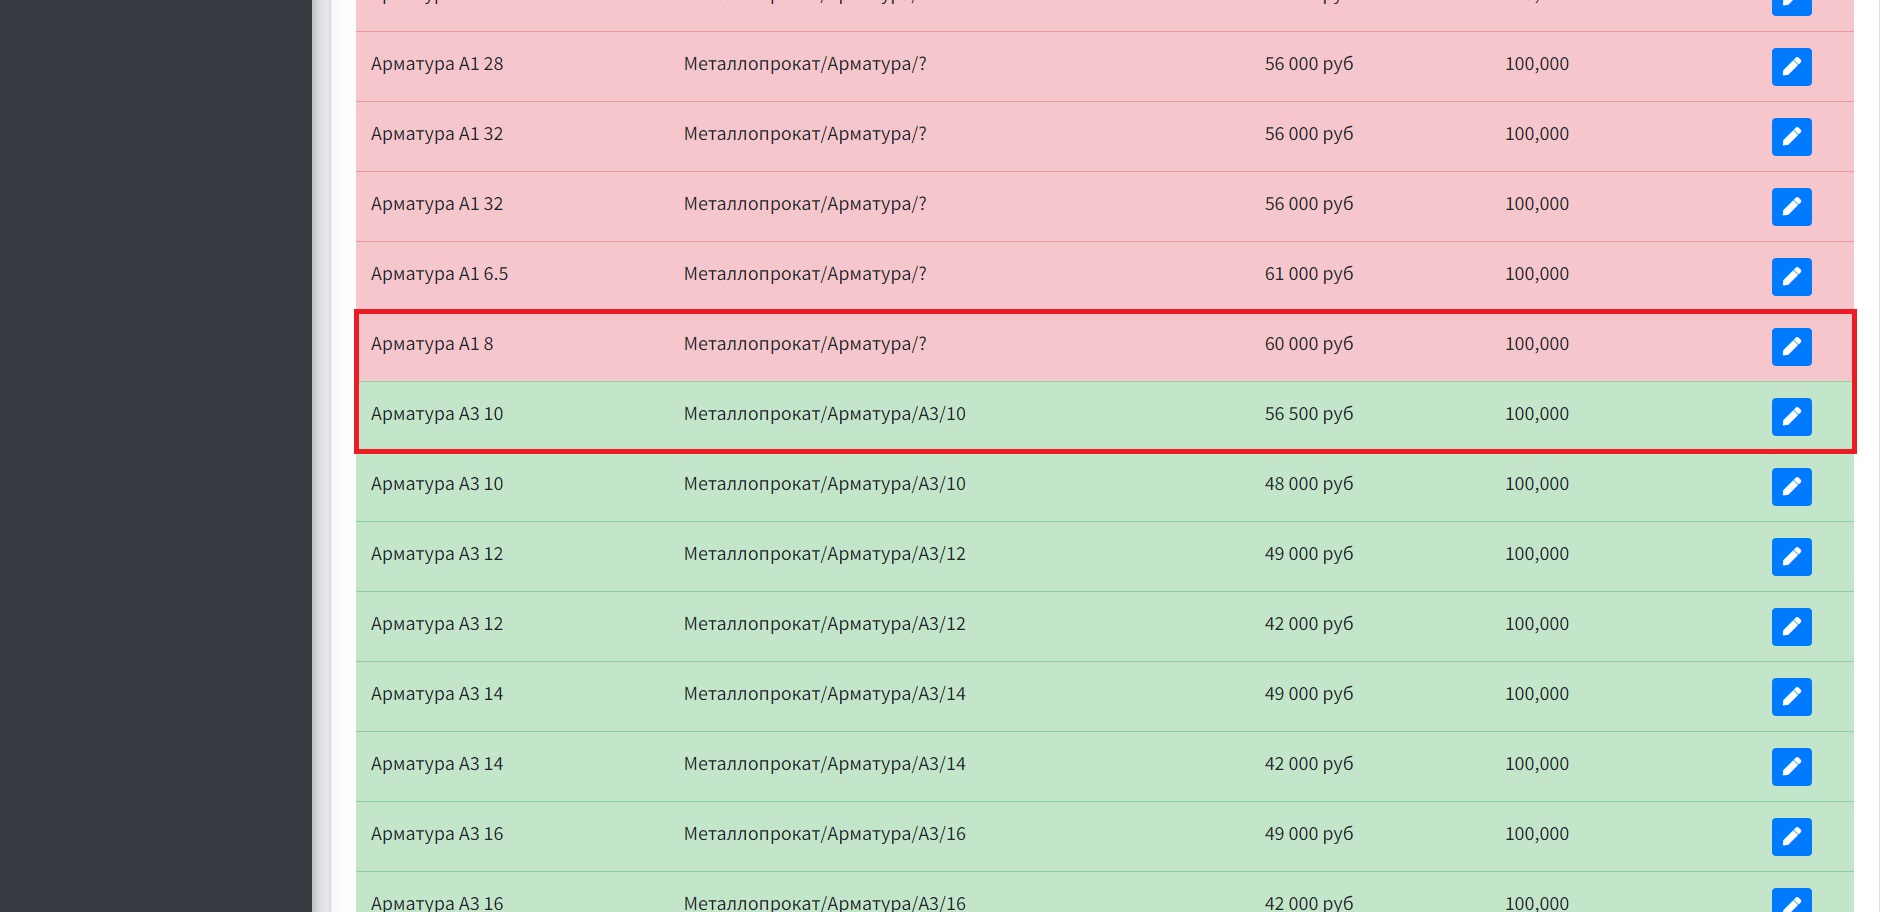 Арматура А1 28 Металлопрокат/Арматура/? 56 000 руб 100,000
Арматура А1 32 Металлопрокат/Арматура/? 56 000 руб 100,000
Арматура А1 32 Металлопрокат/Арматура/? 56 000 руб 100,000
Арматура А1 6.5 Металлопрокат/Арматура/? 61 000 руб 100,000
Арматура А1 8 Металлопрокат/Арматура/? 60 000 руб 100,000
Арматура А3 10 Металлопрокат/Арматура/А3/10 56 500 руб 100,000
Арматура А3 10 Металлопрокат/Арматура/А3/10 48 000 руб 100,000
Арматура А3 12 Металлопрокат/Арматура/А3/12 49 000 руб 100,000
Арматура А3 12 Металлопрокат/Арматура/А3/12 42 000 руб 100,000
Арматура А3 14 Металлопрокат/Арматура/А3/14 49 000 руб 100,000
Арматура А3 14 Металлопрокат/Арматура/А3/14 42 000 руб 100,000
Арматура А3 16 Металлопрокат/Арматура/А3/16 49 000 руб 100,000
Арматура А3 16 Металлопрокат/Арматура/А3/16 42 000 руб 100,000